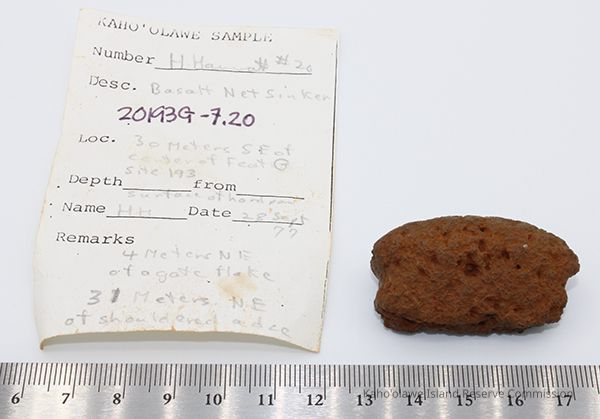 KAHO'OLAWE SAMPLE
Number H. Hanna #20
Desc. Basalt Net Sinker
20193G-7.20
Loc. 30 Meters SE of
center of Feat G
Site 193
Depth from
surface of hardpan
Name HH Date 28 Sept
77
Remarks
4 Meters NE
of agate flake
31 Meters NE
of shouldered adze
6 7 8 9 10 11 12 13 14 15 16 17
Kaho'olawe Island Reserve Commission